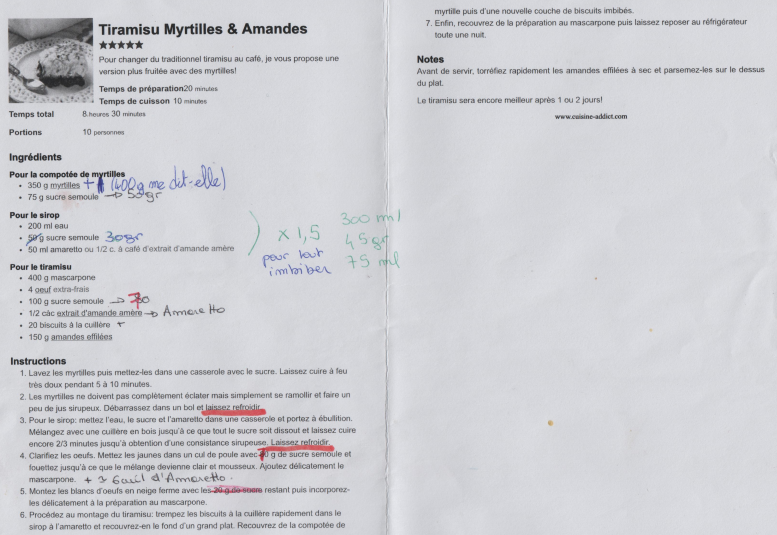 Tiramisu Myrtilles & Amandes
★★★★★
Pour changer du traditionnel tiramisu au café, je vous propose une
version plus fruitée avec des myrtilles!
Temps de préparation20 minutes
Temps de cuisson 10 minutes
Temps total 8 heures 30 minutes
Portions 10 personnes
Ingrédients
Pour la compotée de myrtilles
• 350 g myrtilles + (400 g me dit-elle)
• 75 g sucre semoule → 50gr
Pour le sirop
• 200 ml eau
• 50 g sucre semoule 30gr
• 50 ml amaretto ou 1/2 c. à café d'extrait d'amande amère
) x 1,5
pour tout
imbiber
300 ml
45gr
75 ml
Pour le tiramisu
• 400 g mascarpone
• 4 oeuf extra-frais
• 100 g sucre semoule → 70
• 1/2 càc extrait d'amande amère → Amaretto
• 20 biscuits à la cuillère +
• 150 g amandes effilées
Instructions
1. Lavez les myrtilles puis mettez-les dans une casserole avec le sucre. Laissez cuire à feu
très doux pendant 5 à 10 minutes.
2. Les myrtilles ne doivent pas complètement éclater mais simplement se ramollir et faire un
peu de jus sirupeux. Débarrassez dans un bol et laissez refroidir.
3. Pour le sirop: mettez l'eau, le sucre et l'amaretto dans une casserole et portez à ébullition.
Mélangez avec une cuillère en bois jusqu'à ce que tout le sucre soit dissout et laissez cuire
encore 2/3 minutes jusqu'à obtention d'une consistance sirupeuse. Laissez refroidir.
4. Clarifiez les oeufs. Mettez les jaunes dans un cul de poule avec 70 g de sucre semoule et
fouettez jusqu'à ce que le mélange devienne clair et mousseux. Ajoutez délicatement le
mascarpone. + 3 Cuil d'Amaretto.
5. Montez les blancs d'oeufs en neige ferme avec les 20 g de sucre restant puis incorporez-
les délicatement à la préparation au mascarpone.
6. Procédez au montage du tiramisu: trempez les biscuits à la cuillère rapidement dans le
sirop à l'amaretto et recouvrez-en le fond d'un grand plat. Recouvrez de la compotée de
myrtille puis d'une nouvelle couche de biscuits imbibés.
7. Enfin, recouvrez de la préparation au mascarpone puis laissez reposer au réfrigérateur
toute une nuit.
Notes
Avant de servir, torréfiez rapidement les amandes effilées à sec et parsemez-les sur le dessus
du plat.
Le tiramisu sera encore meilleur après 1 ou 2 jours!
www.cuisine-addict.com